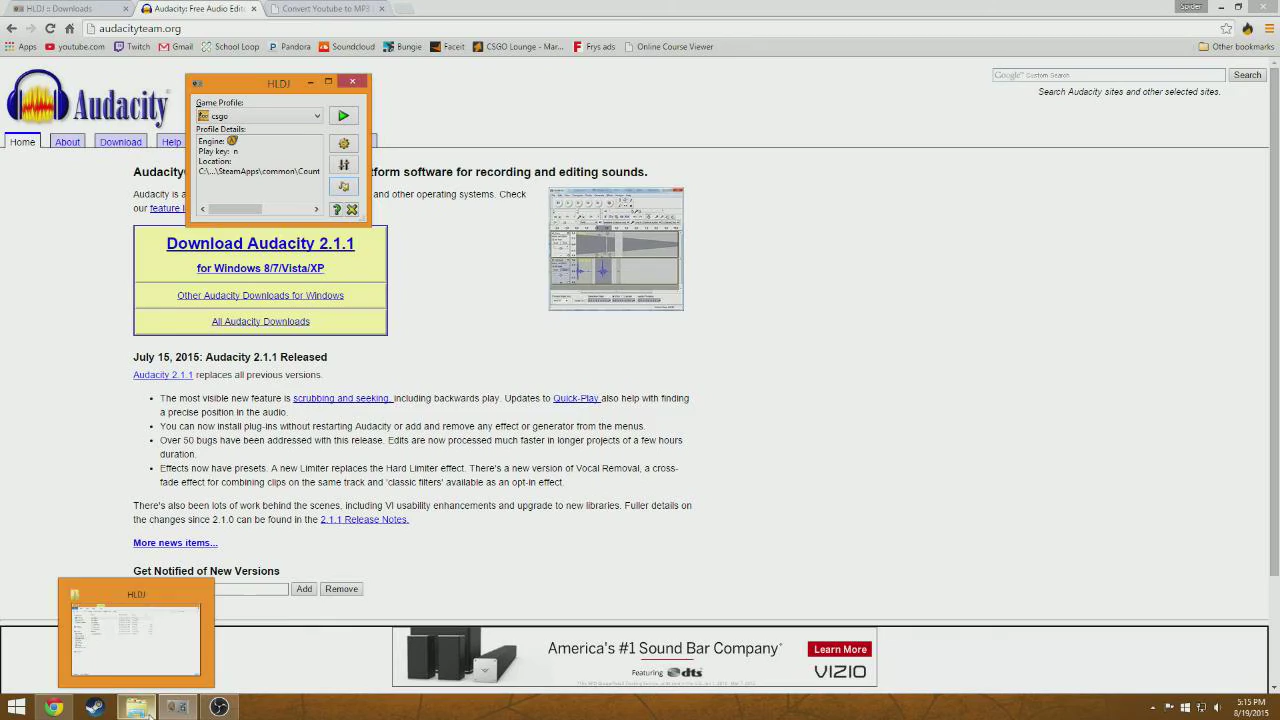 HLDJ :: Downloads
Audacity: Free Audio Edito
Convert Youtube to MP3
Spider
audacityteam.org
Apps
youtube.com
Twitch
Gmail
School Loop
Pandora
Soundcloud
Bungie
Faceit
CSGO Lounge - Mar...
Frys ads
Online Course Viewer
Other bookmarks
Audacity
Google™ Custom Search
Search
Search Audacity sites and other selected sites.
Home
About
Download
Help
HLDJ
Game Profile:
csgo
Profile Details:
Engine:
Play key: n
Location:
C:\...\SteamApps\common\Count
Audacity
tform software for recording and editing sounds.
Audacity is a
and other operating systems. Check
our feature l
Download Audacity 2.1.1
for Windows 8/7/Vista/XP
Other Audacity Downloads for Windows
All Audacity Downloads
July 15, 2015: Audacity 2.1.1 Released
Audacity 2.1.1 replaces all previous versions.
• The most visible new feature is scrubbing and seeking, including backwards play. Updates to Quick-Play also help with finding
a precise position in the audio.
• You can now install plug-ins without restarting Audacity or add and remove any effect or generator from the menus.
• Over 50 bugs have been addressed with this release. Edits are now processed much faster in longer projects of a few hours
duration.
• Effects now have presets. A new Limiter replaces the Hard Limiter effect. There's a new version of Vocal Removal, a cross-
fade effect for combining clips on the same track and 'classic filters' available as an opt-in effect.
There's also been lots of work behind the scenes, including VI usability enhancements and upgrade to new libraries. Fuller details on
the changes since 2.1.0 can be found in the 2.1.1 Release Notes.
More news items...
Get Notified of New Versions
Add
Remove
HLDJ
America's #1 Sound Bar Company*
Featuring dts
Learn More
VIZIO
5:15 PM
8/19/2015